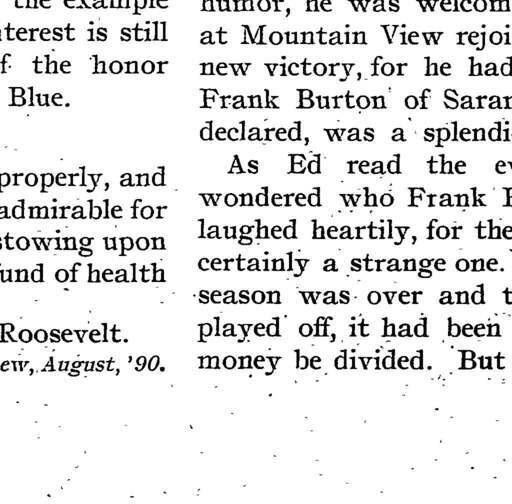 the example
terest is still
f the honor
Blue.
properly, and
admirable for
stowing upon
und of health
Roosevelt.
ew, August, '90.
humor, he was welcom
at Mountain View rejoi
new victory, for he had
Frank Burton of Saran
declared, was a splendi
As Ed read the ev
wondered who Frank
laughed heartily, for the
certainly a strange one.
season was over and t
played off, it had been
money be divided. But